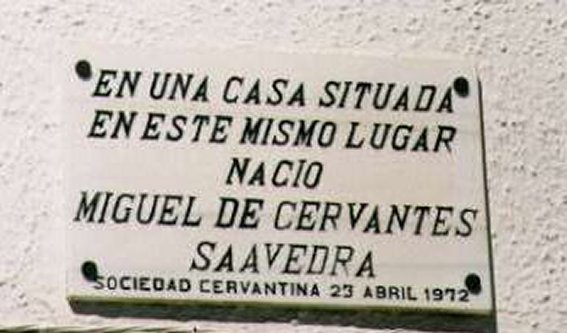 EN UNA CASA SITUADA
EN ESTE MISMO LUGAR
NACIO
MIGUEL DE CERVANTES
SAAVEDRA
SOCIEDAD CERVANTINA 23 ABRIL 1972